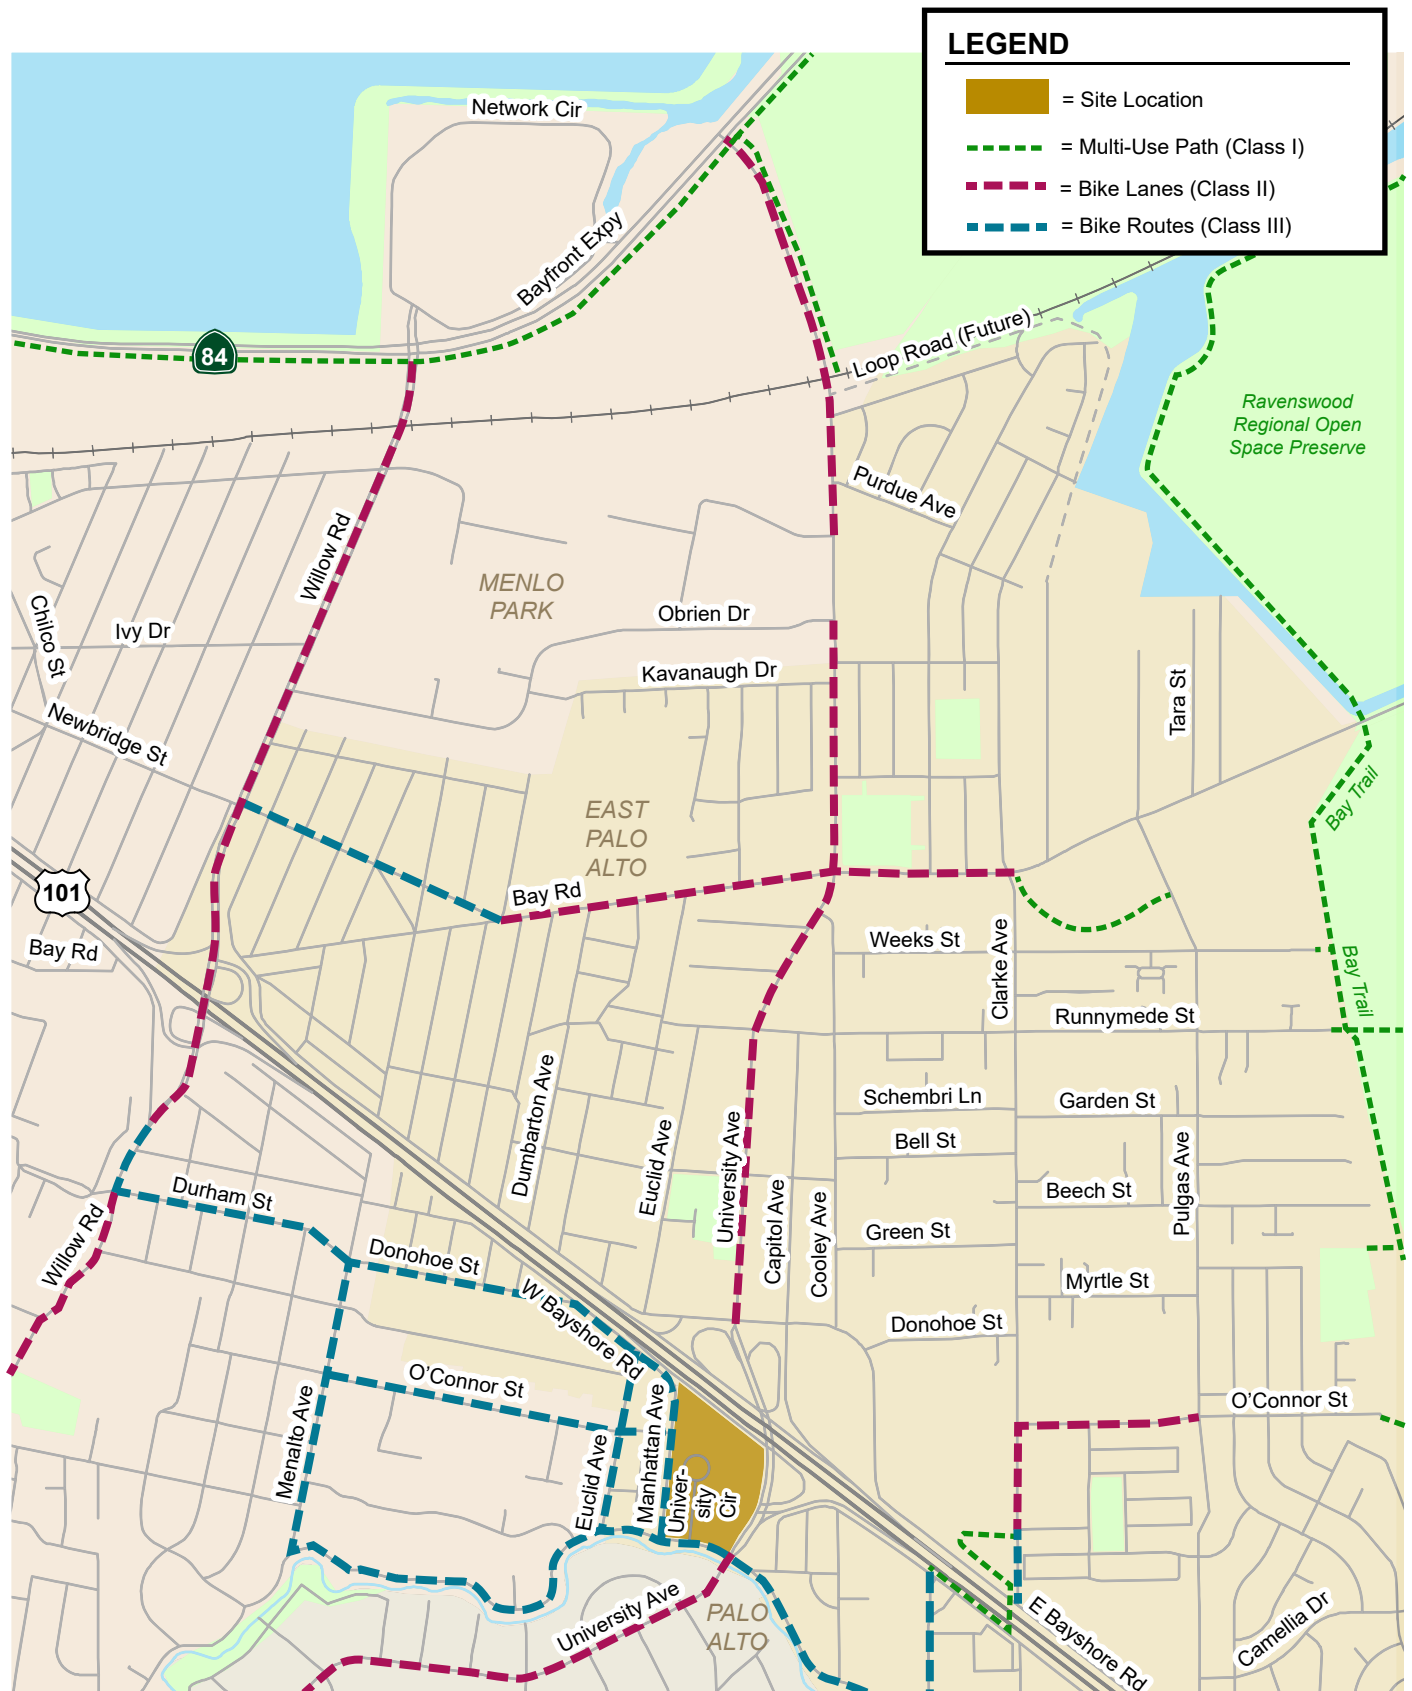 LEGEND
= Site Location
= Multi-Use Path (Class I)
= Bike Lanes (Class II)
= Bike Routes (Class III)
Network Cir
Bayfront Expy
84
Loop Road (Future)
Ravenswood
Regional Open
Space Preserve
Purdue Ave
Willow Rd
MENLO
PARK
Obrien Dr
Chilco St
Ivy Dr
Kavanaugh Dr
Tara St
Newbridge St
Bay Trail
EAST
PALO
ALTO
101
Bay Rd
Bay Rd
Weeks St
Clarke Ave
Bay Trail
Runnymede St
Dumbarton Ave
Schembri Ln
Garden St
Euclid Ave
University Ave
Bell St
Pulgas Ave
Durham St
Beech St
Willow Rd
Capitol Ave
Cooley Ave
Green St
Donohoe St
Myrtle St
W Bayshore Rd
Donohoe St
O'Connor St
O'Connor St
Menalto Ave
Euclid Ave
Manhattan Ave
Univer-
sity
Cir
University Ave
PALO
ALTO
E Bayshore Rd
Camellia Dr